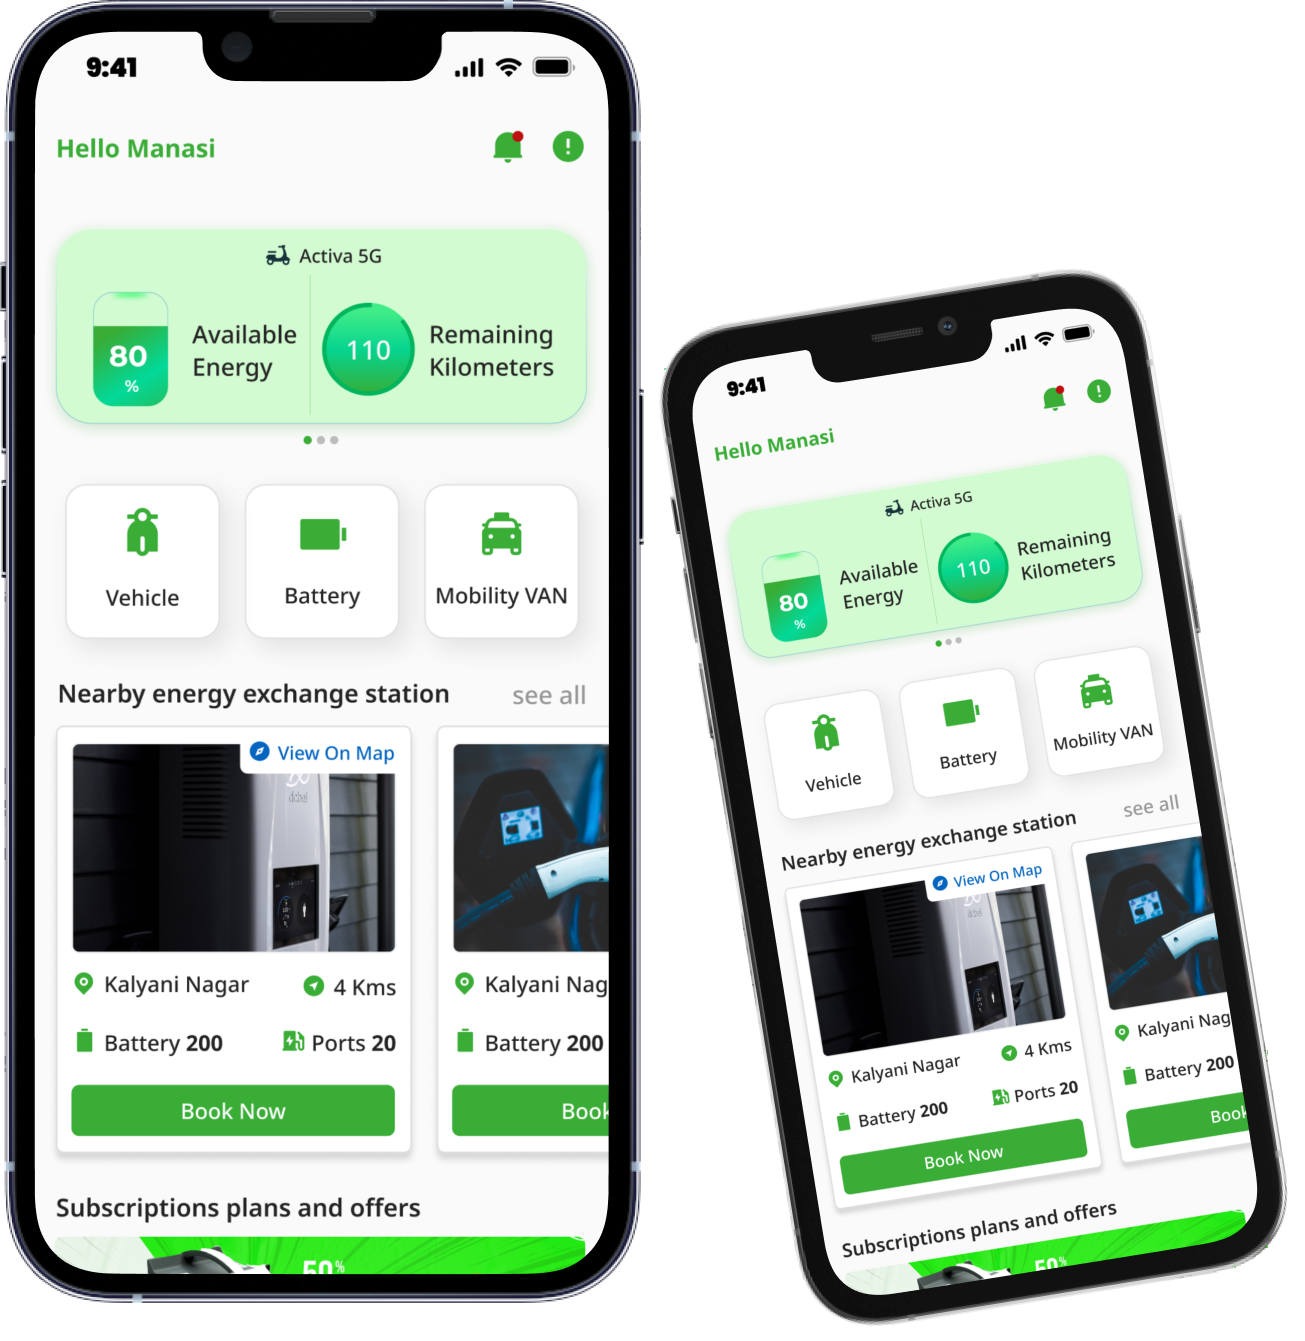 9:41
Hello Manasi
Activa 5G
80
%
Available
Energy
110
Remaining
Kilometers
Vehicle
Battery
Mobility VAN
Nearby energy exchange station
see all
View On Map
Kalyani Nagar
4 Kms
Battery 200
Ports 20
Book Now
Kalyani Nag
Battery 200
Book
Subscriptions plans and offers
50%
9:41
Hello Manasi
Activa 5G
80
%
Available
Energy
110
Remaining
Kilometers
Vehicle
Battery
Mobility VAN
Nearby energy exchange station
see all
View On Map
Kalyani Nagar
4 Kms
Battery 200
Ports 20
Book Now
Kalyani Nag
Battery 200
Book
Subscriptions plans and offers
50%